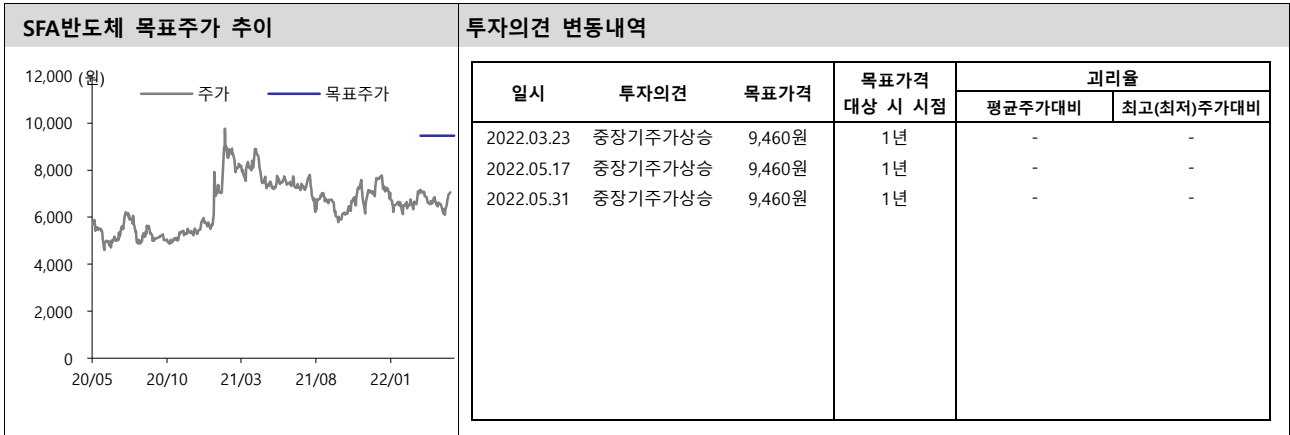 SFA반도체 목표주가 추이
12,000 (원)
주가
목표주가
10,000
8,000
6,000
4,000
2,000
0
20/05 20/10 21/03 21/08 22/01
투자의견 변동내역
일시 투자의견 목표가격 목표가격 대상 시 시점 괴리율
평균주가대비 최고(최저)주가대비
2022.03.23 중장기주가상승 9,460원 1년 - -
2022.05.17 중장기주가상승 9,460원 1년 - -
2022.05.31 중장기주가상승 9,460원 1년 - -